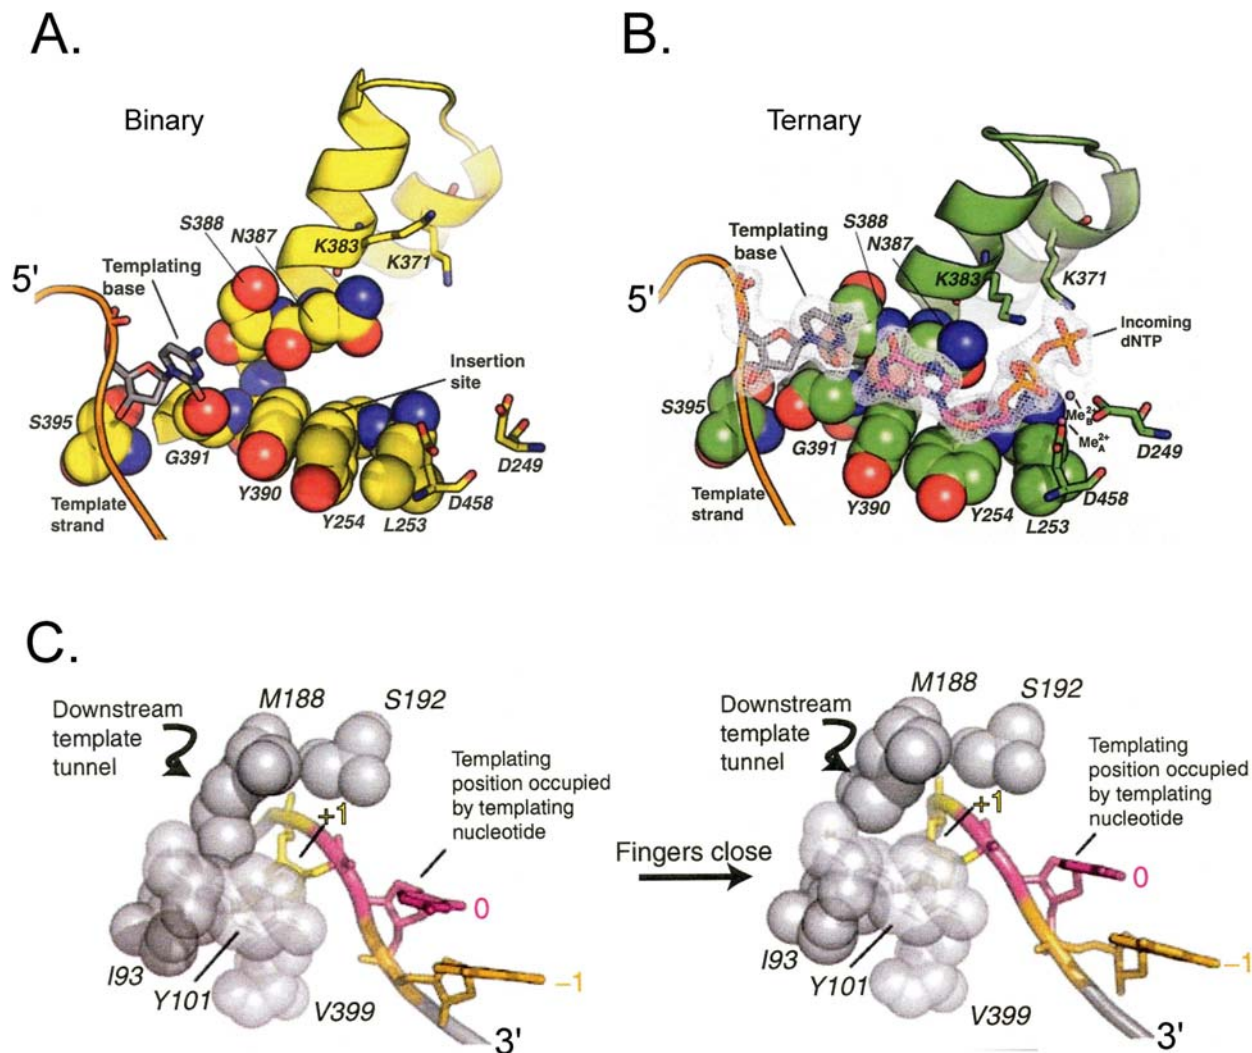 A.
Binary
S388
N387
K383
K371
5'
Templating
base
Insertion
site
S395
G391
D249
Y390
D458
Template
strand
Y254
L253
B.
Ternary
S388
Templating
base
N387
K383
K371
5'
Incoming
dNTP
S395
Me²⁺B
Me²⁺A
G391
D249
Y390
D458
Template
strand
Y254
L253
C.
M188
S192
Downstream
template
tunnel
Templating
position occupied
by templating
nucleotide
+1
0
I93
Y101
V399
−1
3'
Fingers close
M188
S192
Downstream
template
tunnel
Templating
position occupied
by templating
nucleotide
+1
0
I93
Y101
V399
−1
3'